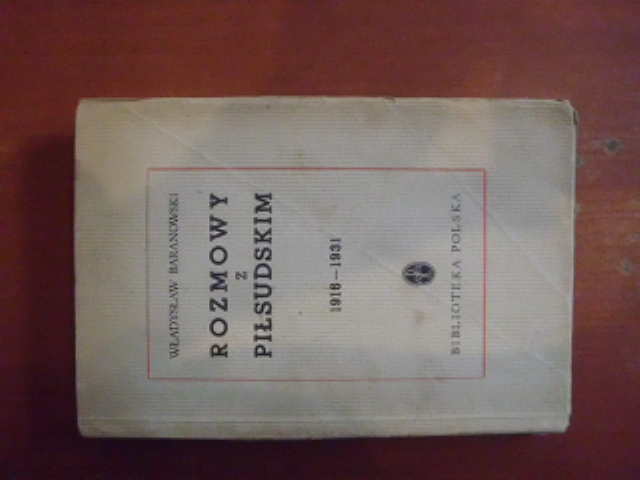 WŁADYSŁAW BARANOWSKI
ROZMOWY
Z
PIŁSUDSKIM
1916–1931
BIBLIOTEKA POLSKA